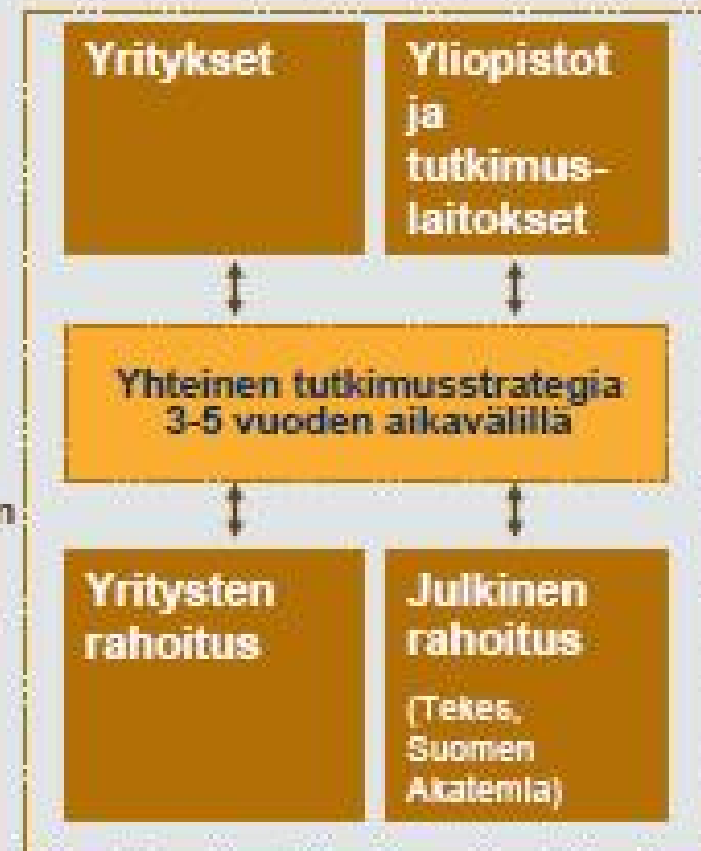 Yritykset
Yliopistot
ja
tutkimus-
laitokset
Yhteinen tutkimusstrategia
3-5 vuoden aikavälillä
Yritysten
rahoitus
Julkinen
rahoitus
(Tekes,
Suomen
Akatemia)